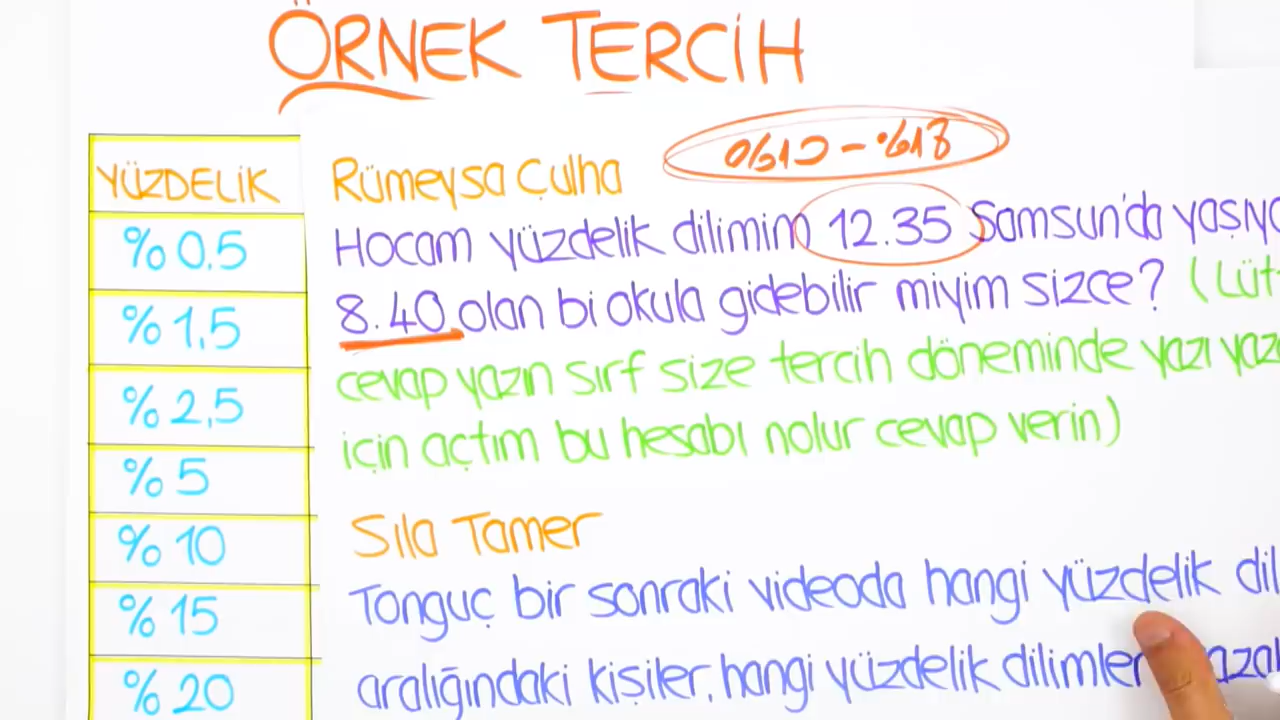 ÖRNEK TERCİH
YÜZDELİK
% 0,5
% 1,5
% 2,5
% 5
% 10
% 15
% 20
Rümeysa Çulha
Hocam yüzdelik dilimim 12.35 Samsun'da
8.40 olan bi okula gidebilir miyim sizce?
cevap yazın sırf size tercih döneminde yazı
için açtım bu hesabı nolur cevap verin)
Sıla Tamer
Tonguç bir sonraki videoda hangi yüzdelik
aralığındaki kişiler, hangi yüzdelik